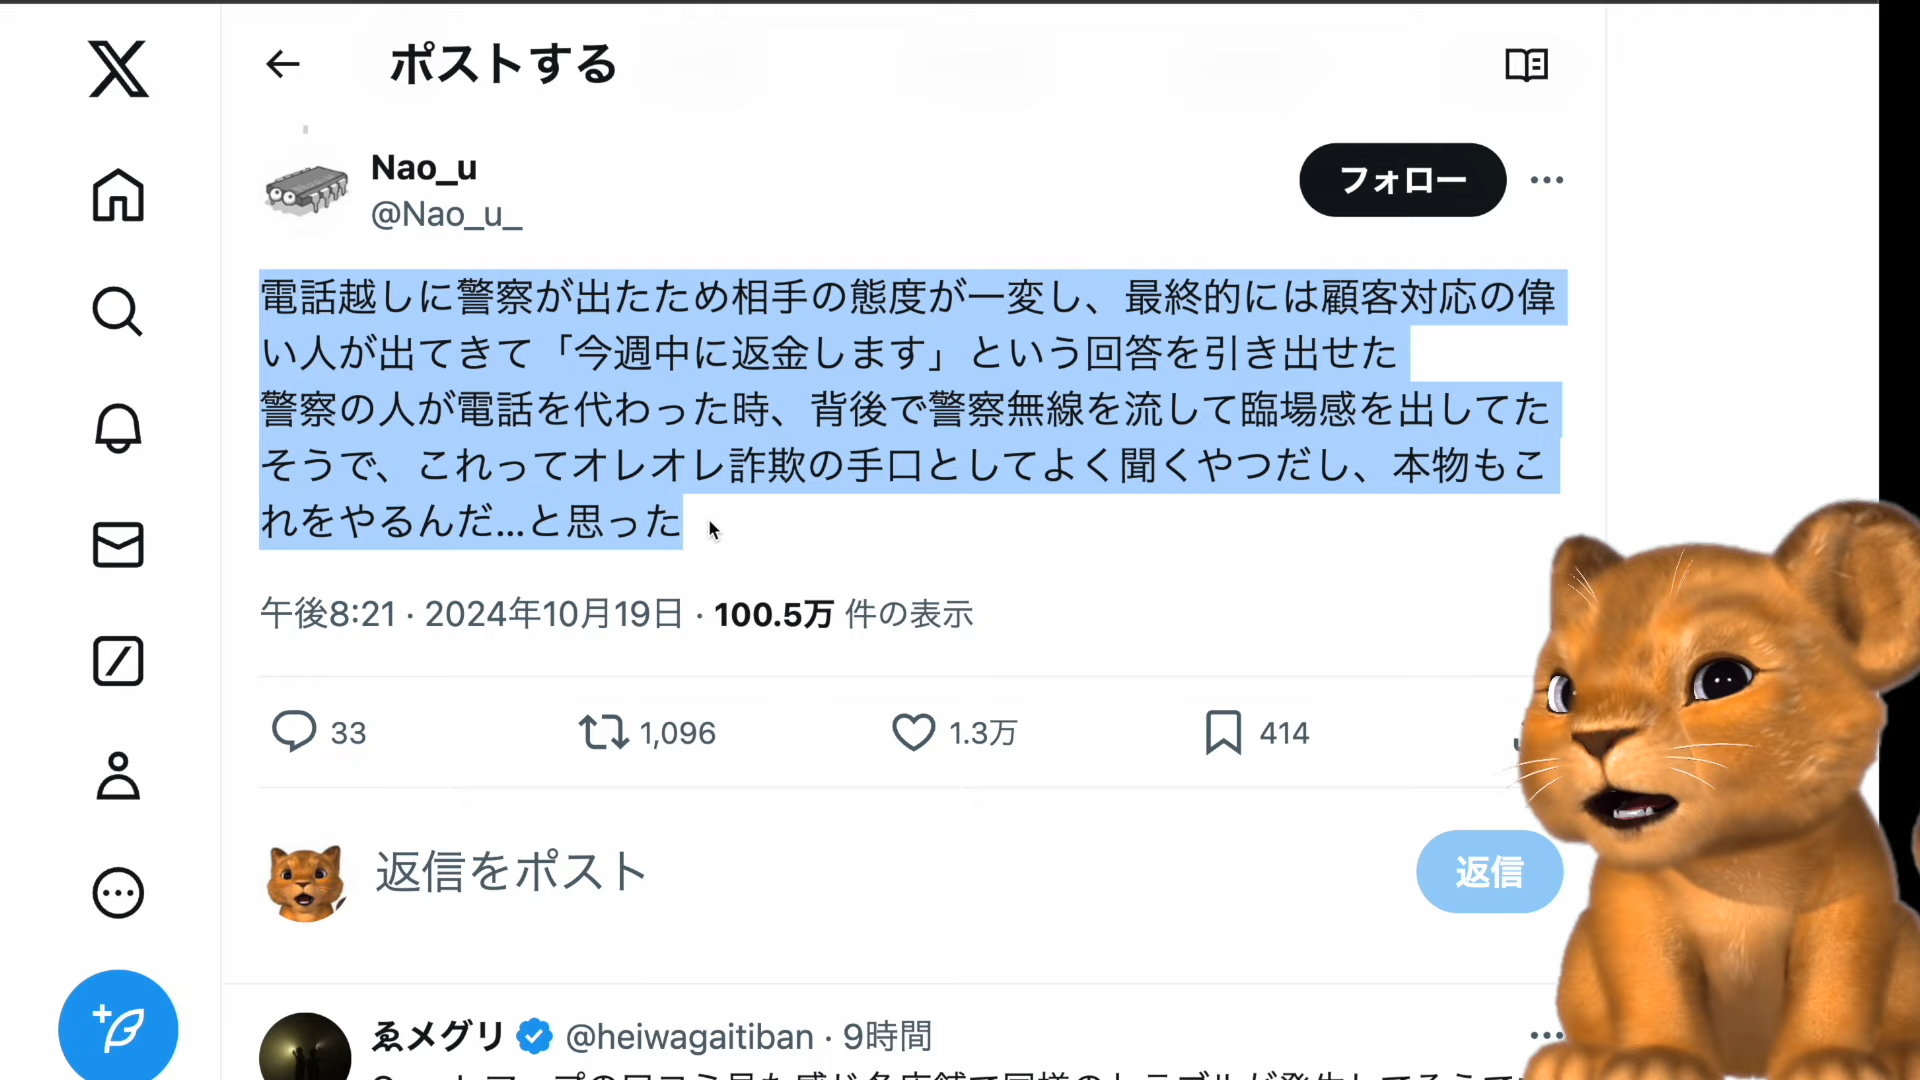 ポストする
Nao_u
@Nao_u_
フォロー
電話越しに警察が出たため相手の態度が一変し、最終的には顧客対応の偉
い人が出てきて「今週中に返金します」という回答を引き出せた
警察の人が電話を代わった時、背後で警察無線を流して臨場感を出してた
そうで、これってオレオレ詐欺の手口としてよく聞くやつだし、本物もこ
れをやるんだ...と思った
午後8:21 · 2024年10月19日 · 100.5万 件の表示
33 1,096 1.3万 414
返信をポスト
返信
ゑメグリ @heiwagaitiban · 9時間